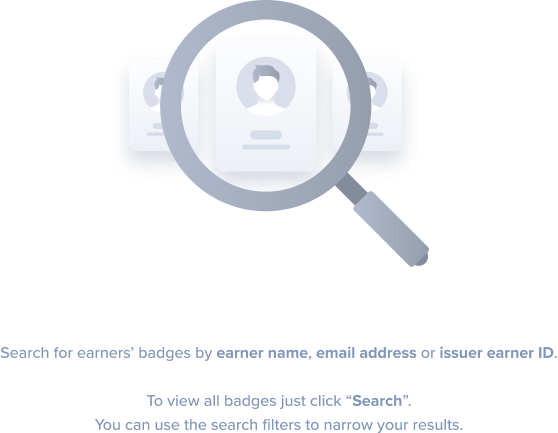 Search for earners’ badges by earner name, email address or issuer earner ID.
To view all badges just click “Search”.
You can use the search filters to narrow your results.